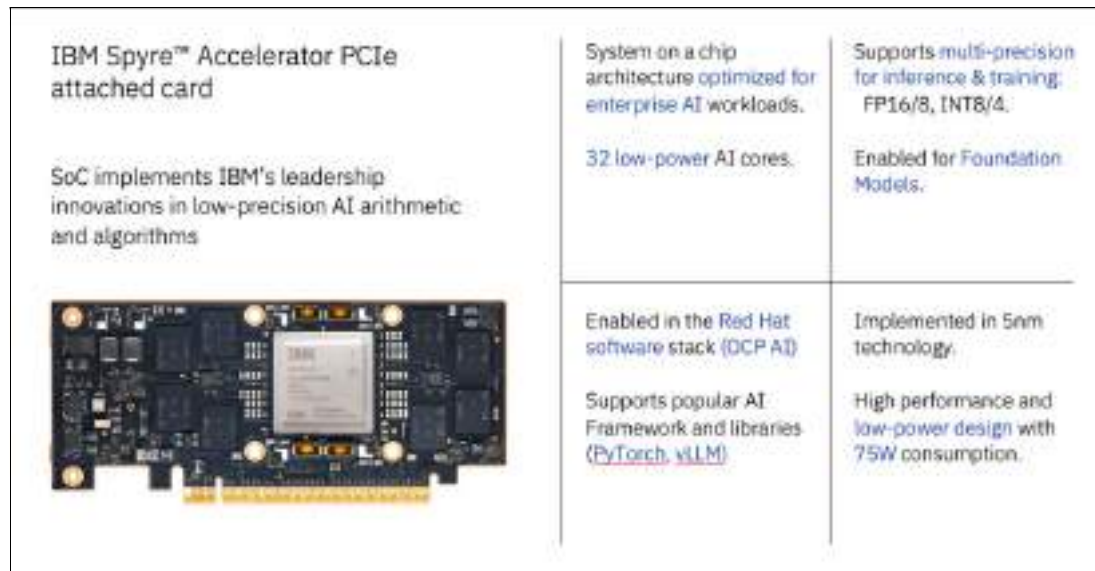 IBM Spyre™ Accelerator PCIe
attached card
SoC implements IBM's leadership
innovations in low-precision AI arithmetic
and algorithms
IBM
System on a chip
architecture optimized for
enterprise AI workloads.
32 low-power AI cores.
Supports multi-precision
for inference & training:
FP16/8, INT8/4.
Enabled for Foundation
Models.
Enabled in the Red Hat
software stack (OCP AI)
Supports popular AI
Framework and libraries
(PyTorch, vLLM)
Implemented in 5nm
technology.
High performance and
low-power design with
75W consumption.